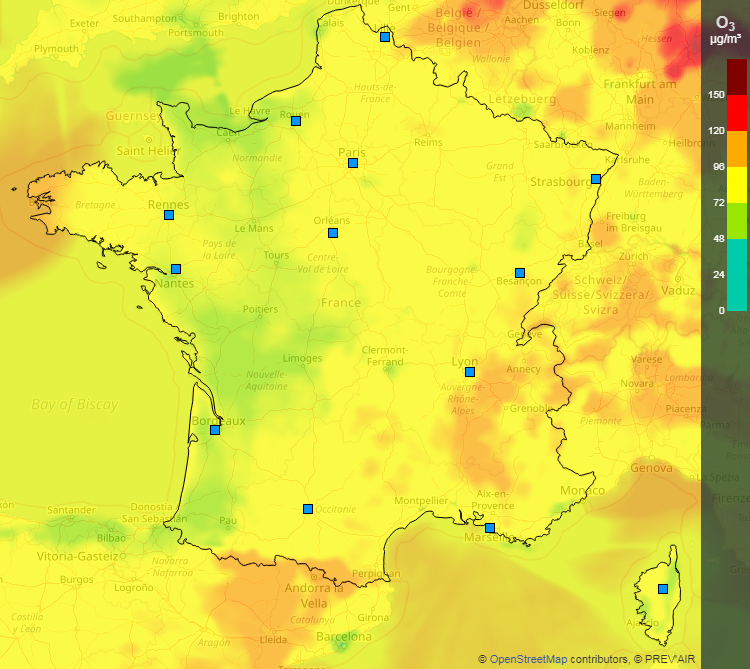 Dunkerque
Gent
België /
Belgique /
Belgien
Düsseldorf
Siegen
Aachen
Bonn
Hessen
Exeter
Southampton
Brighton
Portsmouth
Plymouth
Calais
Lille
Wallonie
Koblenz
O3
µg/m³
150
120
96
72
48
24
0
Hauts-de-
France
Frankfurt am
Main
Lëtzebuerg
Guernsey
Le Havre
Rouen
Caen
Saint Helier
Normandie
Paris
Reims
Grand
Est
Saarbrücken
Mannheim
Heilbronn
Karlsruhe
Strasbourg
Baden-
Württemberg
Bretagne
Rennes
Le Mans
Orléans
Pays de
la Loire
Tours
Centre-
Val de Loire
Freiburg
im Breisgau
Basel
Zürich
Nantes
Bourgogne-
Franche-
Comté
Besançon
Schweiz/
Suisse/Svizzera/
Svizra
Vaduz
Poitiers
France
Genève
Limoges
Clermont-
Ferrand
Lyon
Annecy
Varese
Novara
Lombardia
Nouvelle-
Aquitaine
Auvergne-
Rhône-
Alpes
Grenoble
Piacenza
Parma
Piemonte
Bay of Biscay
Bordeaux
Genova
La Spezia
Firenze
Occitanie
Montpellier
Aix-en-
Provence
Monaco
Marseille
Santander
Donostia
San Sebastián
Bilbao
Pau
Vitoria-Gasteiz
Navarra
Nafarroa
Burgos
Logroño
Perpignan
Andorra la
Vella
Catalunya
Girona
Castilla
y León
Aragón
Lleida
Barcelona
Tarragona
Ajaccio
© OpenStreetMap contributors, © PREV'AIR